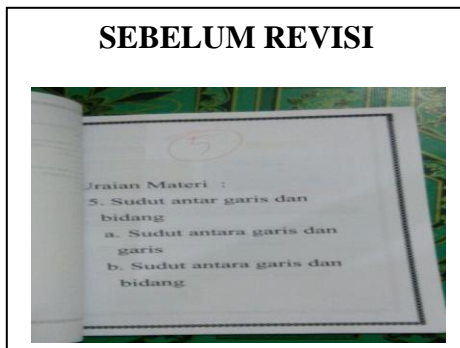 SEBELUM REVISI
5
Uraian Materi :
5. Sudut antar garis dan
bidang
a. Sudut antara garis dan
garis
b. Sudut antara garis dan
bidang